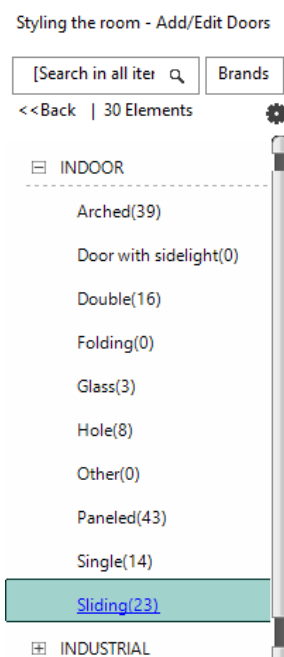 Styling the room - Add/Edit Doors
[Search in all iter Brands
<<Back | 30 Elements
INDOOR
Arched(39)
Door with sidelight(0)
Double(16)
Folding(0)
Glass(3)
Hole(8)
Other(0)
Paneled(43)
Single(14)
Sliding(23)
INDUSTRIAL